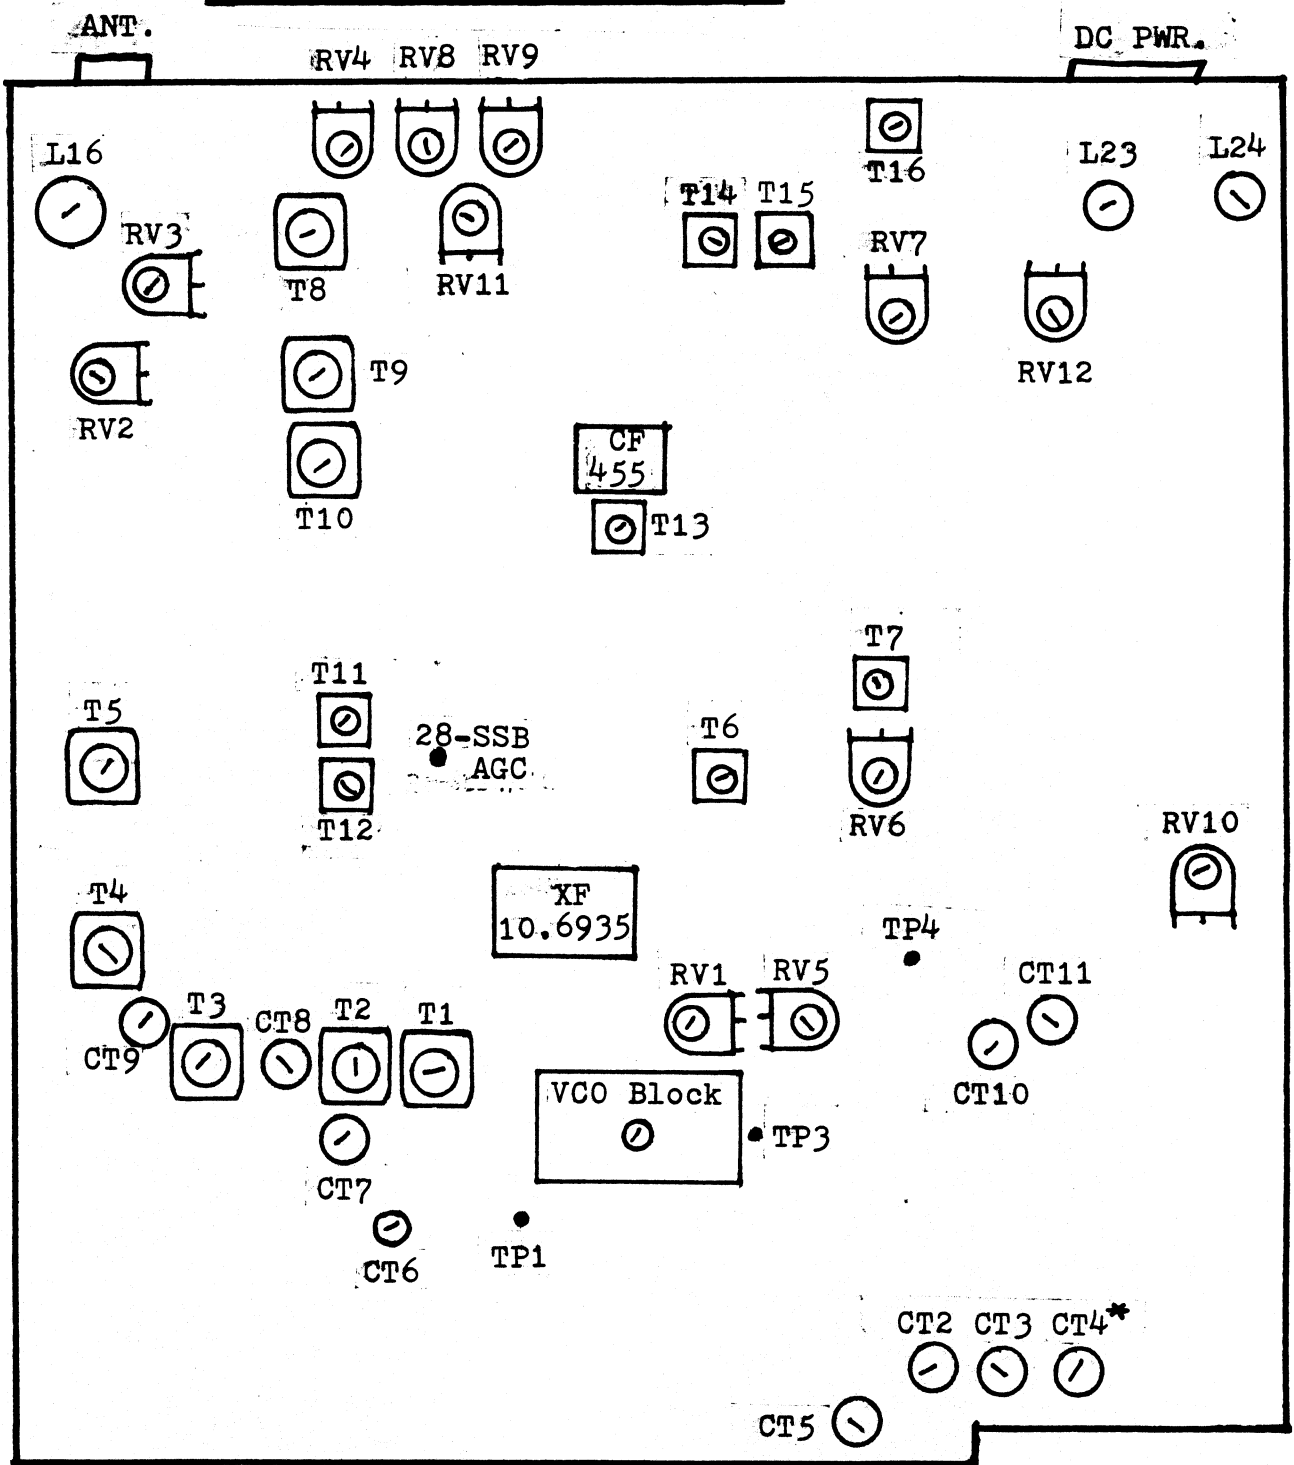 ANT.
DC PWR.
RV4 RV8 RV9
L16
T16
L23
L24
T14 T15
RV3
RV7
T8
RV11
T9
RV12
RV2
CF
455
T10
T13
T7
T11
T5
T6
28-SSB
AGC
T12
RV6
RV10
T4
XF
10.6935
TP4
RV1
RV5
CT11
T3
CT8
T2
T1
CT9
VCO Block
CT10
TP3
CT7
TP1
CT6
CT2 CT3 CT4*
CT5